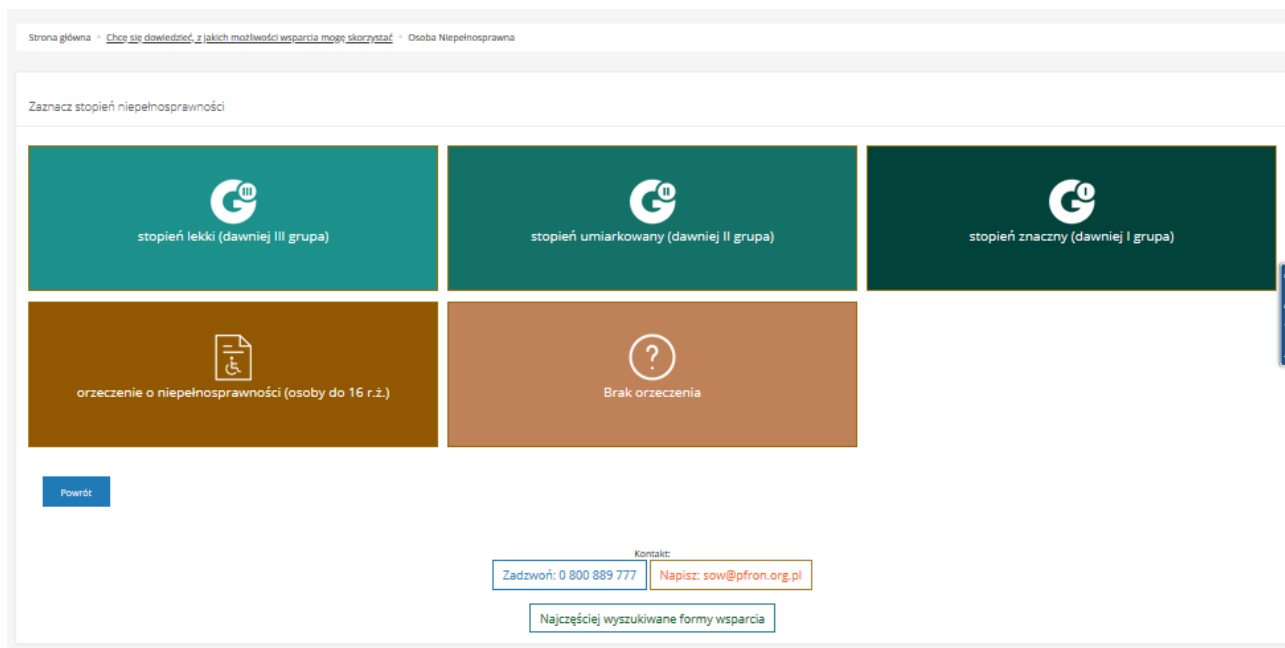 Strona główna Chcę się dowiedzieć, z jakich możliwości wsparcia mogę skorzystać Osoba Niepełnosprawna
Zaznacz stopień niepełnosprawności
III
stopień lekki (dawniej III grupa)
II
stopień umiarkowany (dawniej II grupa)
I
stopień znaczny (dawniej I grupa)
orzeczenie o niepełnosprawności (osoby do 16 r.ż.)
?
Brak orzeczenia
Powrót
Kontakt:
Zadzwoń: 0 800 889 777 Napisz: sow@pfron.org.pl
Najczęściej wyszukiwane formy wsparcia